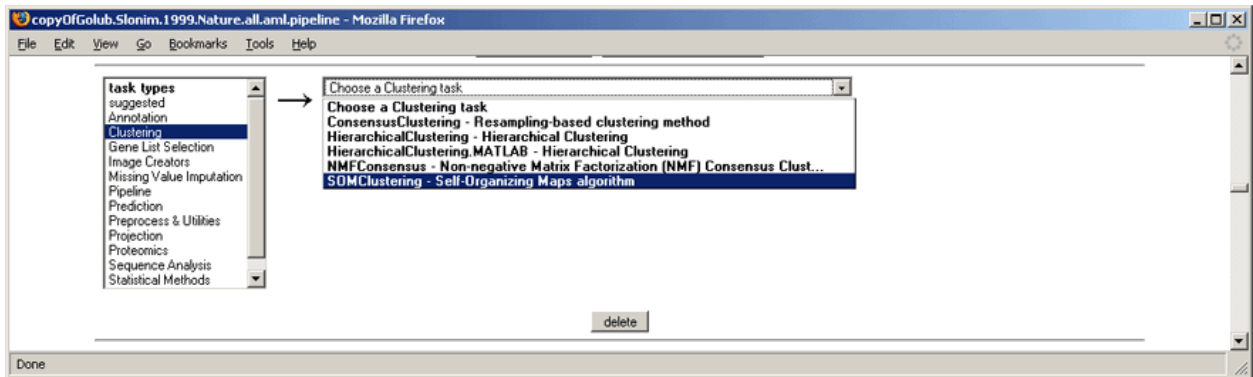 copyOfGolub.Slonim.1999.Nature.all.aml.pipeline - Mozilla Firefox
File Edit View Go Bookmarks Tools Help
task types
suggested
Annotation
Clustering
Gene List Selection
Image Creators
Missing Value Imputation
Pipeline
Prediction
Preprocess & Utilities
Projection
Proteomics
Sequence Analysis
Statistical Methods
→
Choose a Clustering task
Choose a Clustering task
ConsensusClustering - Resampling-based clustering method
HierarchicalClustering - Hierarchical Clustering
HierarchicalClustering.MATLAB - Hierarchical Clustering
NMFConsensus - Non-negative Matrix Factorization (NMF) Consensus Clust...
SOMClustering - Self-Organizing Maps algorithm
delete
Done